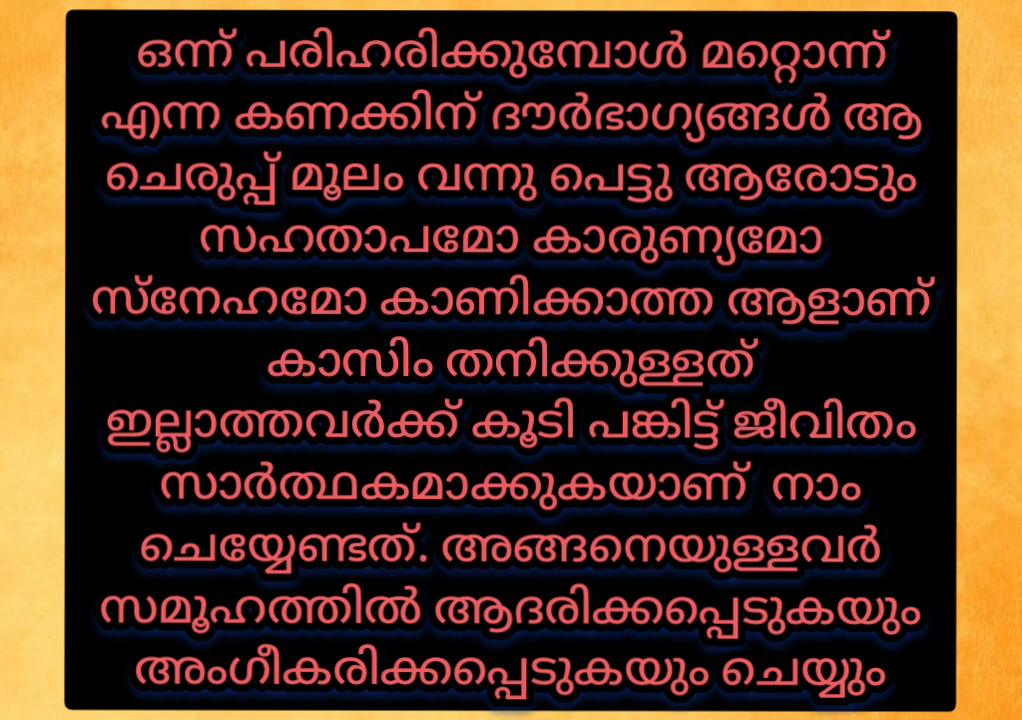 ഒന്ന് പരിഹരിക്കുമ്പോൾ മറ്റൊന്ന്
എന്ന കണക്കിന് ദൗർഭാഗ്യങ്ങൾ ആ
ചെരുപ്പ് മൂലം വന്നു പെട്ടു ആരോടും
സഹതാപമോ കാരുണ്യമോ
സ്നേഹമോ കാണിക്കാത്ത ആളാണ്
കാസിം തനിക്കുള്ളത്
ഇല്ലാത്തവർക്ക് കൂടി പങ്കിട്ട് ജീവിതം
സാർത്ഥകമാക്കുകയാണ് നാം
ചെയ്യേണ്ടത്. അങ്ങനെയുള്ളവർ
സമൂഹത്തിൽ ആദരിക്കപ്പെടുകയും
അംഗീകരിക്കപ്പെടുകയും ചെയ്യും